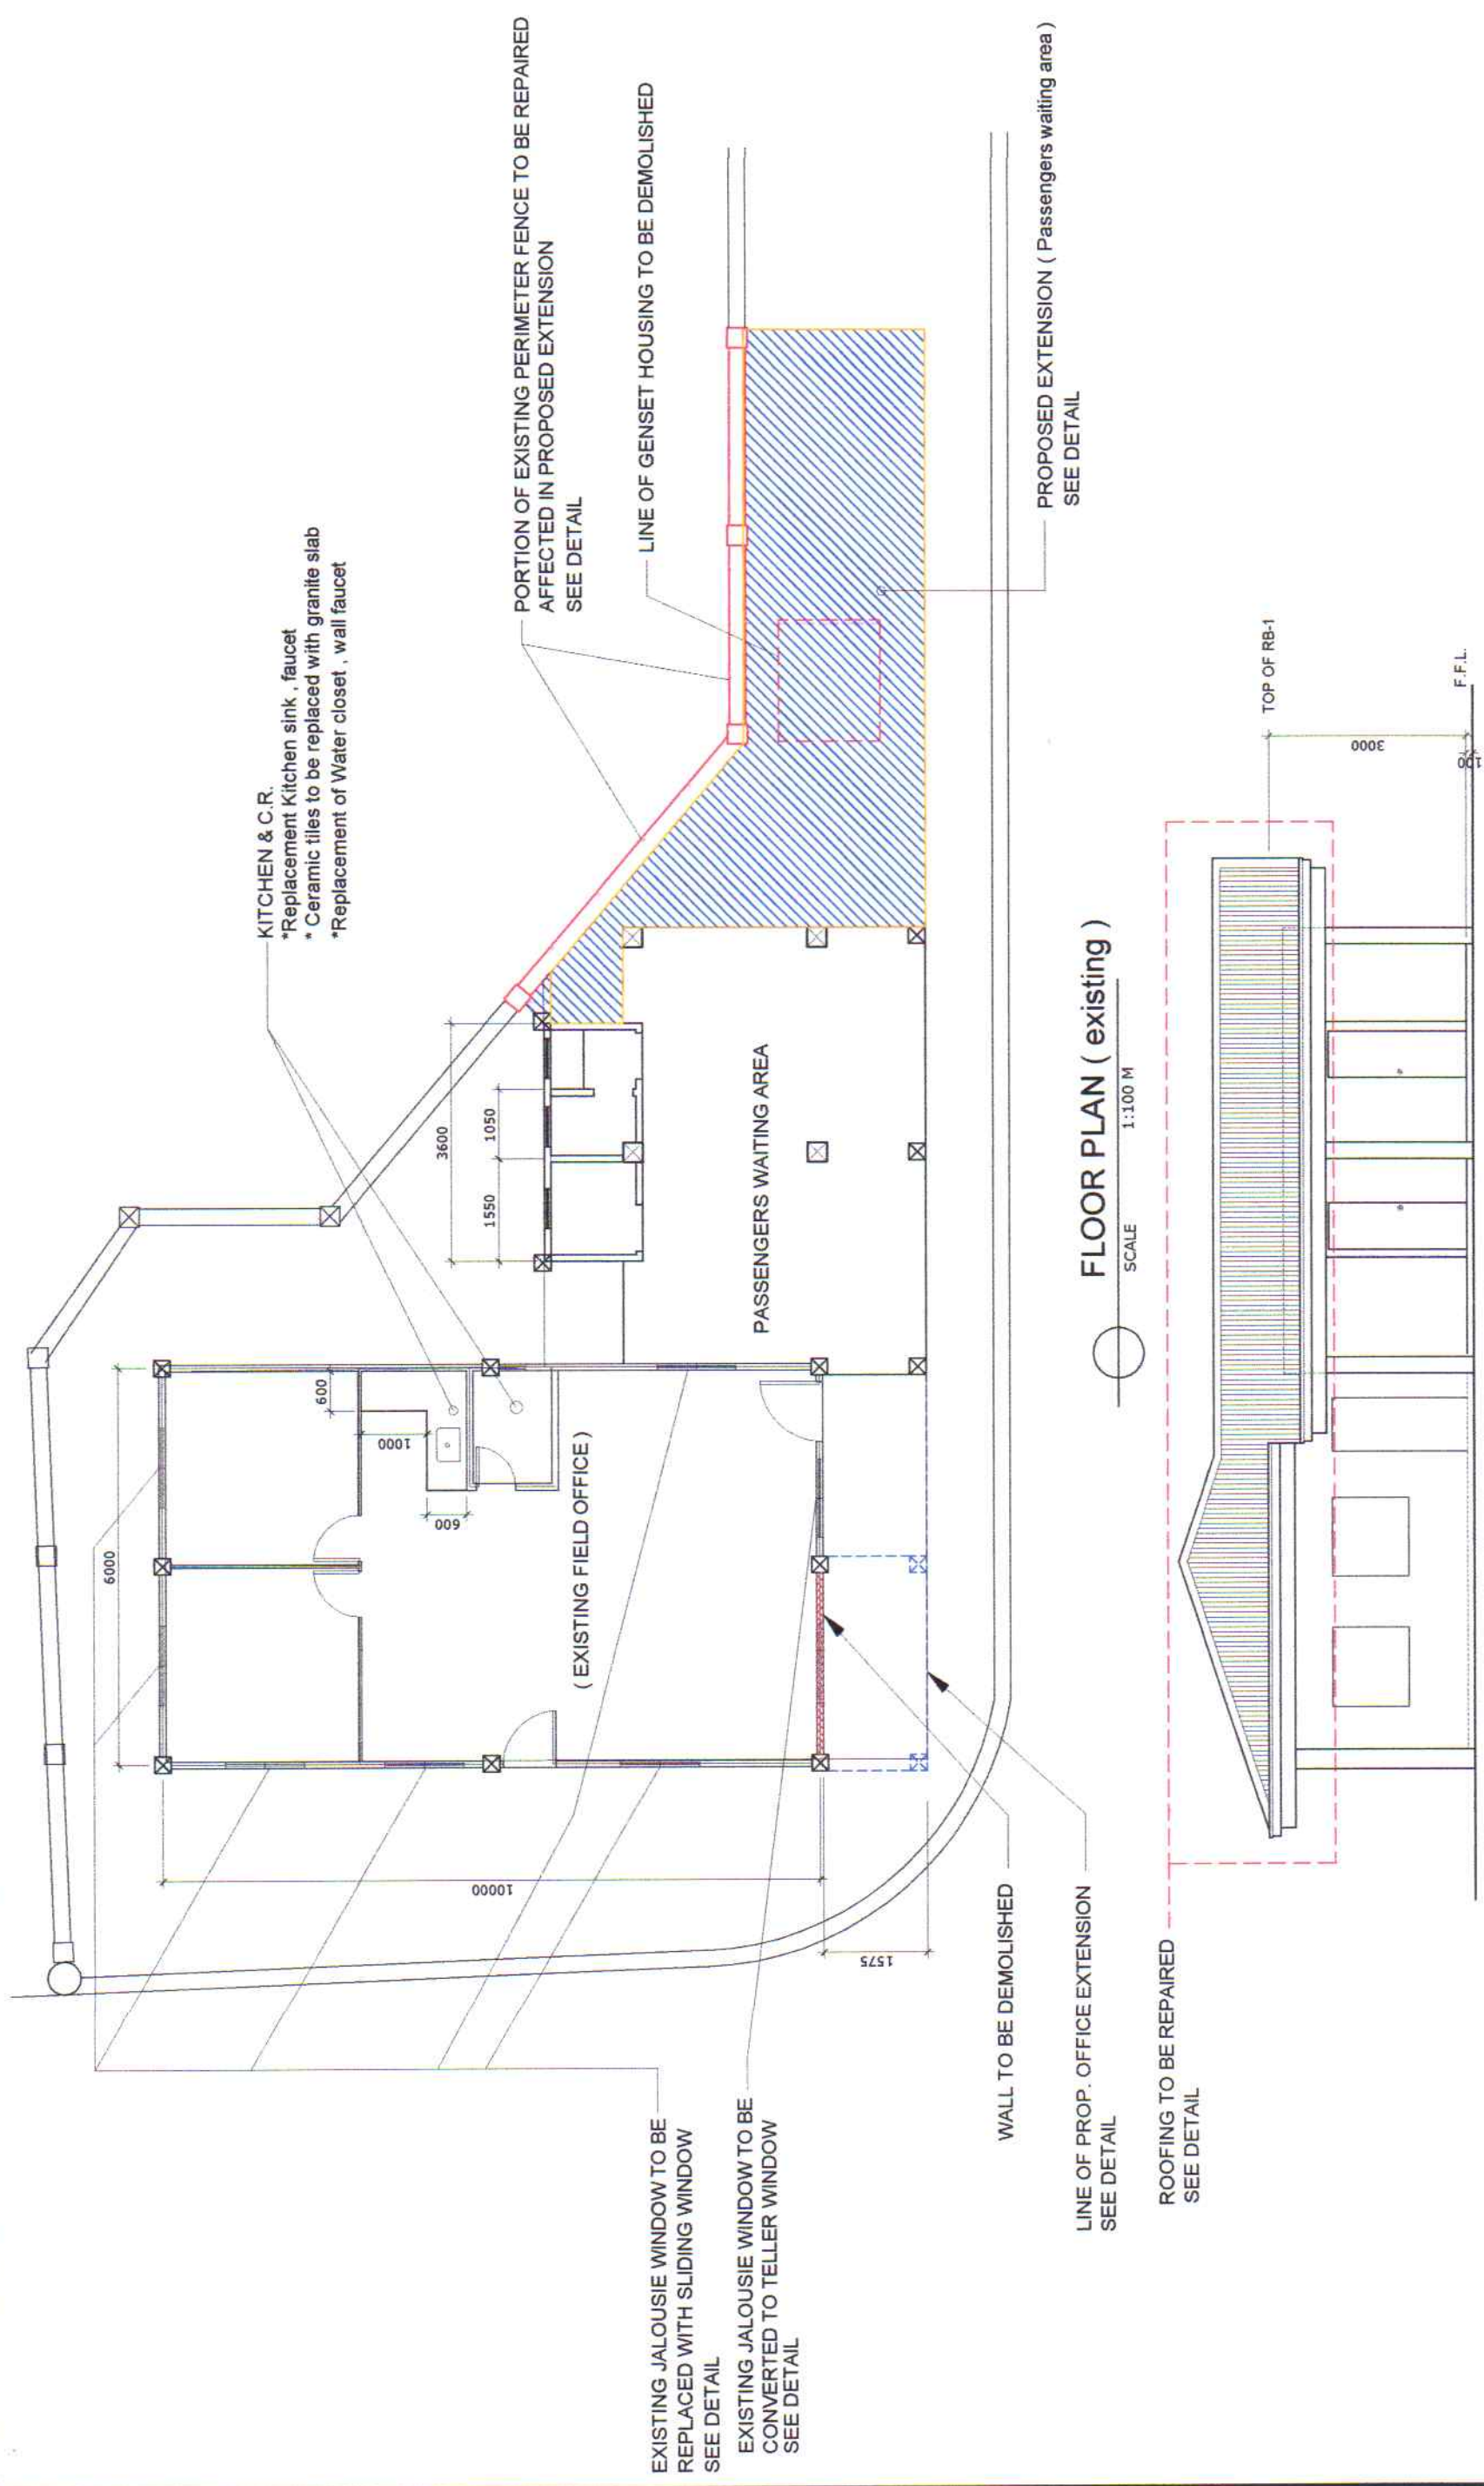 KITCHEN & C.R.
*Replacement Kitchen sink , faucet
* Ceramic tiles to be replaced with granite slab
*Replacement of Water closet , wall faucet
PORTION OF EXISTING PERIMETER FENCE TO BE REPAIRED
AFFECTED IN PROPOSED EXTENSION
SEE DETAIL
LINE OF GENSET HOUSING TO BE DEMOLISHED
PROPOSED EXTENSION ( Passengers waiting area )
SEE DETAIL
6000
600
1000
600
3600
1550
1050
10000
1575
( EXISTING FIELD OFFICE )
PASSENGERS WAITING AREA
EXISTING JALOUSIE WINDOW TO BE
REPLACED WITH SLIDING WINDOW
SEE DETAIL
EXISTING JALOUSIE WINDOW TO BE
CONVERTED TO TELLER WINDOW
SEE DETAIL
WALL TO BE DEMOLISHED
LINE OF PROP. OFFICE EXTENSION
SEE DETAIL
FLOOR PLAN ( existing )
SCALE 1:100 M
ROOFING TO BE REPAIRED
SEE DETAIL
TOP OF RB-1
3000
100
F.F.L.